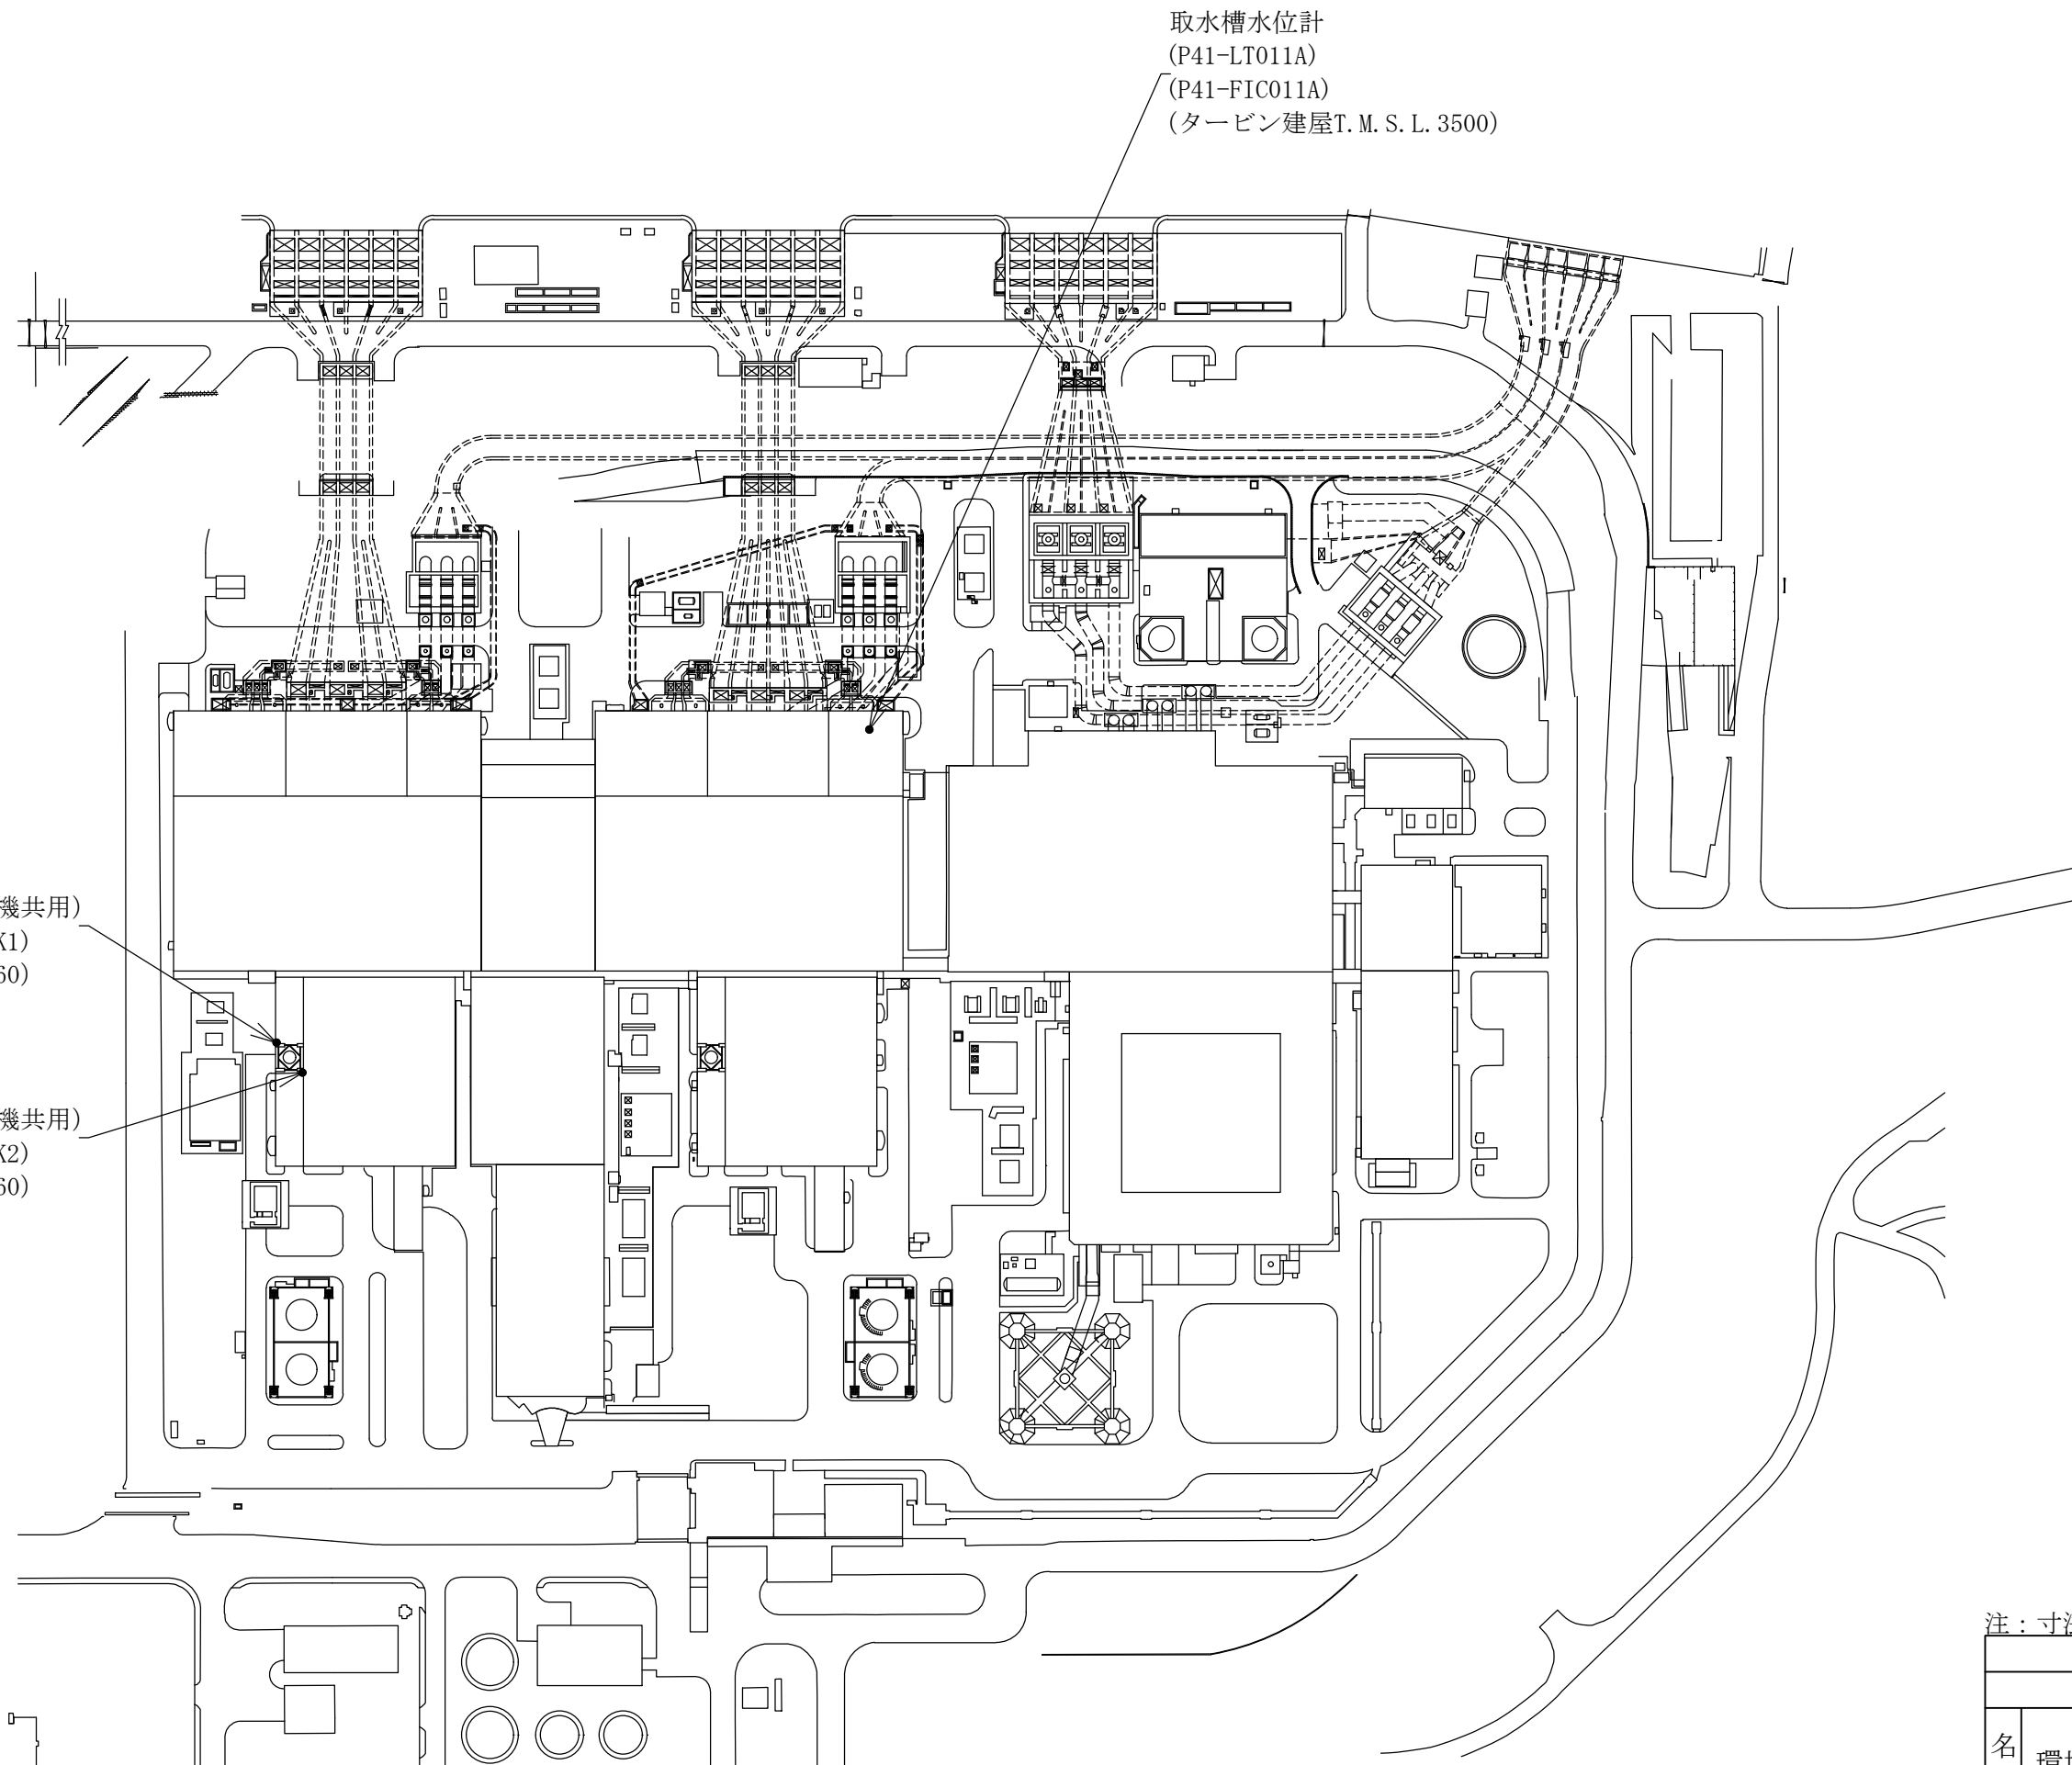 取水槽水位計
(P41-LT011A)
(P41-FIC011A)
(タービン建屋T.M.S.L.3500)
機共用)
X1)
60)
機共用)
X2)
60)
注：寸
名
環